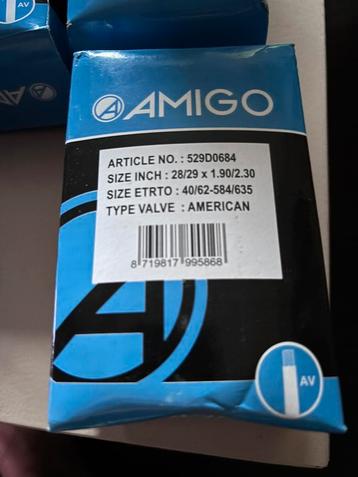 AV
AMIGO
ARTICLE NO. : 529D0684
SIZE INCH : 28/29 x 1.90/2.30
SIZE ETRTO : 40/62-584/635
TYPE VALVE : AMERICAN
8 719817 995868
AV